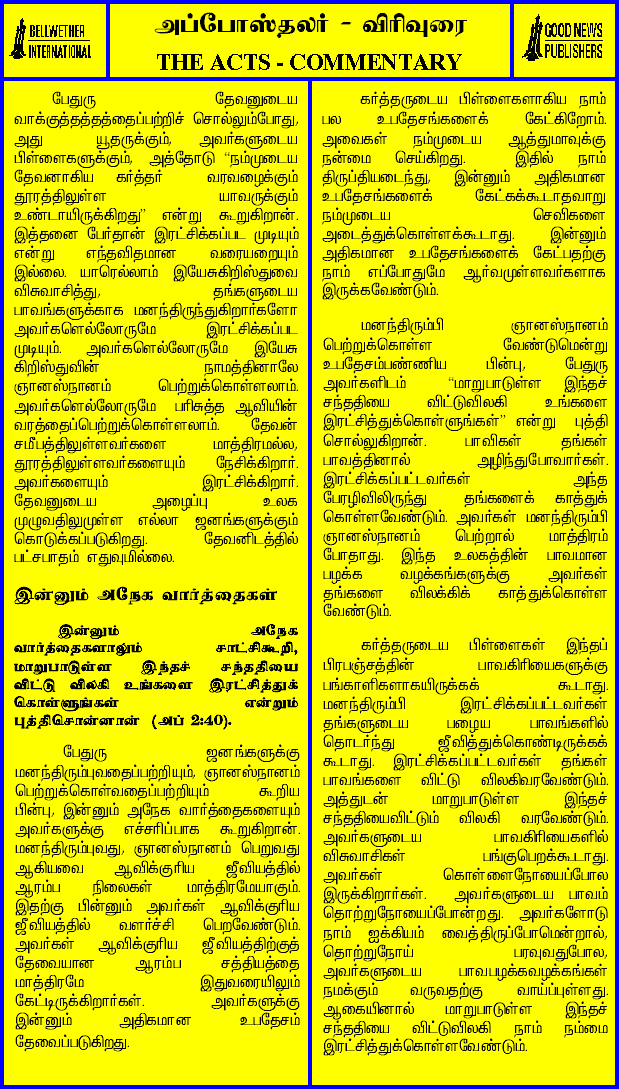 BELLWETHER
INTERNATIONAL
அப்போஸ்தலர் - விரிவுரை
THE ACTS - COMMENTARY
GOOD NEWS
PUBLISHERS
பேதுரு தேவனுடைய
வாக்குத்தத்தத்தைப்பற்றிச் சொல்லும்போது,
அது யூதருக்கும், அவர்களுடைய
பிள்ளைகளுக்கும், அத்தோடு “நம்முடைய
தேவனாகிய கர்த்தர் வரவழைக்கும்
தூரத்திலுள்ள யாவருக்கும்
உண்டாயிருக்கிறது” என்று கூறுகிறான்.
இத்தனை பேர்தான் இரட்சிக்கப்பட முடியும்
என்று எந்தவிதமான வரையறையும்
இல்லை. யாரெல்லாம் இயேசுகிறிஸ்துவை
விசுவாசித்து, தங்களுடைய
பாவங்களுக்காக மனந்திருந்துகிறார்களோ
அவர்களெல்லோருமே இரட்சிக்கப்பட
முடியும். அவர்களெல்லோருமே இயேசு
கிறிஸ்துவின் நாமத்தினாலே
ஞானஸ்நானம் பெற்றுக்கொள்ளலாம்.
அவர்களெல்லோருமே பரிசுத்த ஆவியின்
வரத்தைப்பெற்றுக்கொள்ளலாம். தேவன்
சமீபத்திலுள்ளவர்களை மாத்திரமல்ல,
தூரத்திலுள்ளவர்களையும் நேசிக்கிறார்.
அவர்களையும் இரட்சிக்கிறார்.
தேவனுடைய அழைப்பு உலக
முழுவதிலுமுள்ள எல்லா ஜனங்களுக்கும்
கொடுக்கப்படுகிறது. தேவனிடத்தில்
பட்சபாதம் எதுவுமில்லை.
இன்னும் அநேக வார்த்தைகள்
இன்னும் அநேக
வார்த்தைகளாலும் சாட்சிகூறி,
மாறுபாடுள்ள இந்தச் சந்ததியை
விட்டு விலகி உங்களை இரட்சித்துக்
கொள்ளுங்கள் என்றும்
புத்திசொன்னான் (அப் 2:40).
பேதுரு ஜனங்களுக்கு
மனந்திரும்புவதைப்பற்றியும், ஞானஸ்நானம்
பெற்றுக்கொள்வதைப்பற்றியும் கூறிய
பின்பு, இன்னும் அநேக வார்த்தைகளையும்
அவர்களுக்கு எச்சரிப்பாக கூறுகிறான்.
மனந்திரும்புவது, ஞானஸ்நானம் பெறுவது
ஆகியவை ஆவிக்குரிய ஜீவியத்தில்
ஆரம்ப நிலைகள் மாத்திரமேயாகும்.
இதற்கு பின்னும் அவர்கள் ஆவிக்குரிய
ஜீவியத்தில் வளர்ச்சி பெறவேண்டும்.
அவர்கள் ஆவிக்குரிய ஜீவியத்திற்குத்
தேவையான ஆரம்ப சத்தியத்தை
மாத்திரமே இதுவரையிலும்
கேட்டிருக்கிறார்கள். அவர்களுக்கு
இன்னும் அதிகமான உபதேசம்
தேவைப்படுகிறது.
கர்த்தருடைய பிள்ளைகளாகிய நாம்
பல உபதேசங்களைக் கேட்கிறோம்.
அவைகள் நம்முடைய ஆத்துமாவுக்கு
நன்மை செய்கிறது. இதில் நாம்
திருப்தியடைந்து, இன்னும் அதிகமான
உபதேசங்களைக் கேட்கக்கூடாதவாறு
நம்முடைய செவிகளை
அடைத்துக்கொள்ளக்கூடாது. இன்னும்
அதிகமான உபதேசங்களைக் கேட்பதற்கு
நாம் எப்போதுமே ஆர்வமுள்ளவர்களாக
இருக்கவேண்டும்.
மனந்திரும்பி ஞானஸ்நானம்
பெற்றுக்கொள்ள வேண்டுமென்று
உபதேசம்பண்ணிய பின்பு, பேதுரு
அவர்களிடம் “மாறுபாடுள்ள இந்தச்
சந்ததியை விட்டுவிலகி உங்களை
இரட்சித்துக்கொள்ளுங்கள்” என்று புத்தி
சொல்லுகிறான். பாவிகள் தங்கள்
பாவத்தினால் அழிந்துபோவார்கள்.
இரட்சிக்கப்பட்டவர்கள் அந்த
பேரழிவிலிருந்து தங்களைக் காத்துக்
கொள்ளவேண்டும். அவர்கள் மனந்திரும்பி
ஞானஸ்நானம் பெற்றால் மாத்திரம்
போதாது. இந்த உலகத்தின் பாவமான
பழக்க வழக்கங்களுக்கு அவர்கள்
தங்களை விலக்கிக் காத்துக்கொள்ள
வேண்டும்.
கர்த்தருடைய பிள்ளைகள் இந்தப்
பிரபஞ்சத்தின் பாவகிரியைகளுக்கு
பங்காளிகளாகயிருக்கக் கூடாது.
மனந்திரும்பி இரட்சிக்கப்பட்டவர்கள்
தங்களுடைய பழைய பாவங்களில்
தொடர்ந்து ஜீவித்துக்கொண்டிருக்கக்
கூடாது. இரட்சிக்கப்பட்டவர்கள் தங்கள்
பாவங்களை விட்டு விலகிவரவேண்டும்.
அத்துடன் மாறுபாடுள்ள இந்தச்
சந்ததியைவிட்டும் விலகி வரவேண்டும்.
அவர்களுடைய பாவகிரியைகளில்
விசுவாசிகள் பங்குபெறக்கூடாது.
அவர்கள் கொள்ளைநோயைப்போல
இருக்கிறார்கள். அவர்களுடைய பாவம்
தொற்றுநோயைப்போன்றது. அவர்களோடு
நாம் ஐக்கியம் வைத்திருப்போமென்றால்,
தொற்றுநோய் பரவுவதுபோல,
அவர்களுடைய பாவபழக்கவழக்கங்கள்
நமக்கும் வருவதற்கு வாய்ப்புள்ளது.
ஆகையினால் மாறுபாடுள்ள இந்தச்
சந்ததியை விட்டுவிலகி நாம் நம்மை
இரட்சித்துக்கொள்ளவேண்டும்.